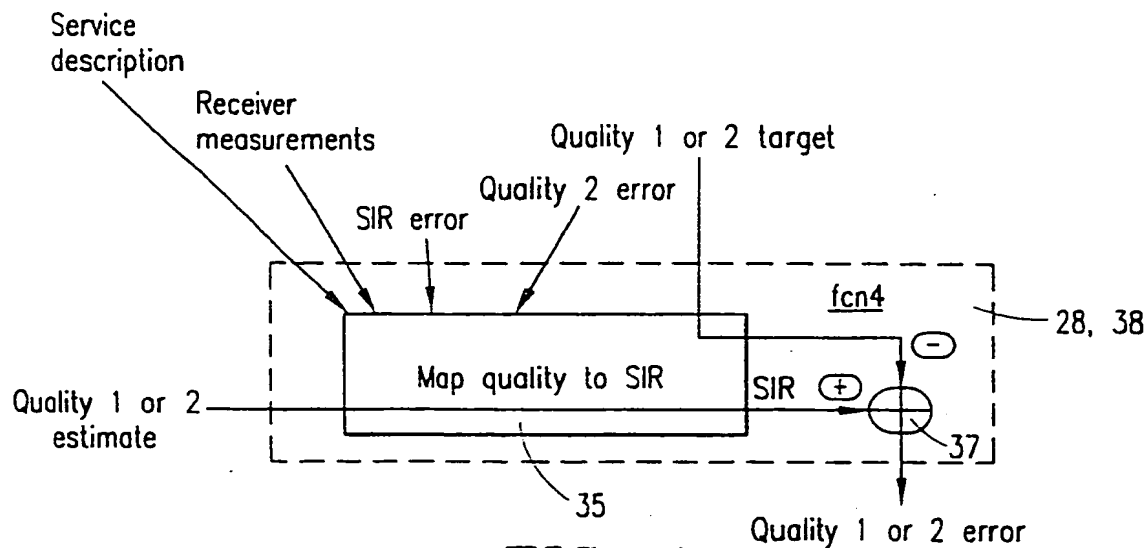 Service
description
Receiver
measurements
Quality 1 or 2 target
Quality 2 error
SIR error
fcn4
28, 38
−
Map quality to SIR
SIR
+
Quality 1 or 2
estimate
37
35
Quality 1 or 2 error